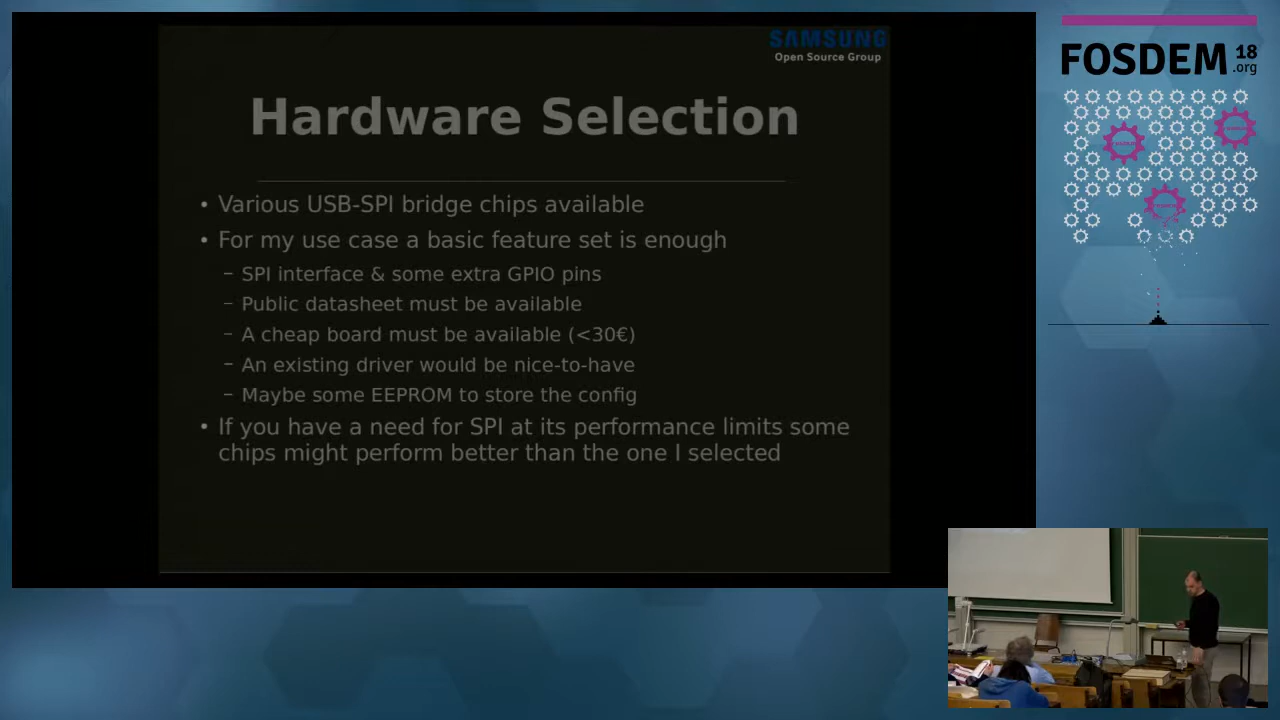 SAMSUNG
Open Source Group
Hardware Selection
• Various USB-SPI bridge chips available
• For my use case a basic feature set is enough
– SPI interface & some extra GPIO pins
– Public datasheet must be available
– A cheap board must be available (<30€)
– An existing driver would be nice-to-have
– Maybe some EEPROM to store the config
• If you have a need for SPI at its performance limits some
chips might perform better than the one I selected
FOSDEM 18
.org